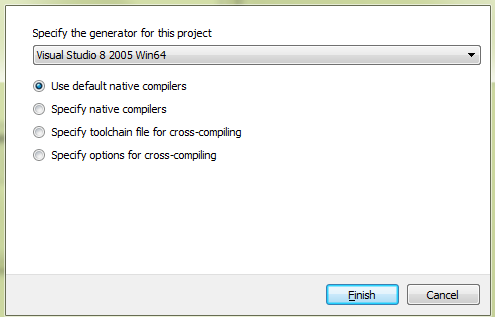 Specify the generator for this project
Visual Studio 8 2005 Win64
Use default native compilers
Specify native compilers
Specify toolchain file for cross-compiling
Specify options for cross-compiling
Finish
Cancel